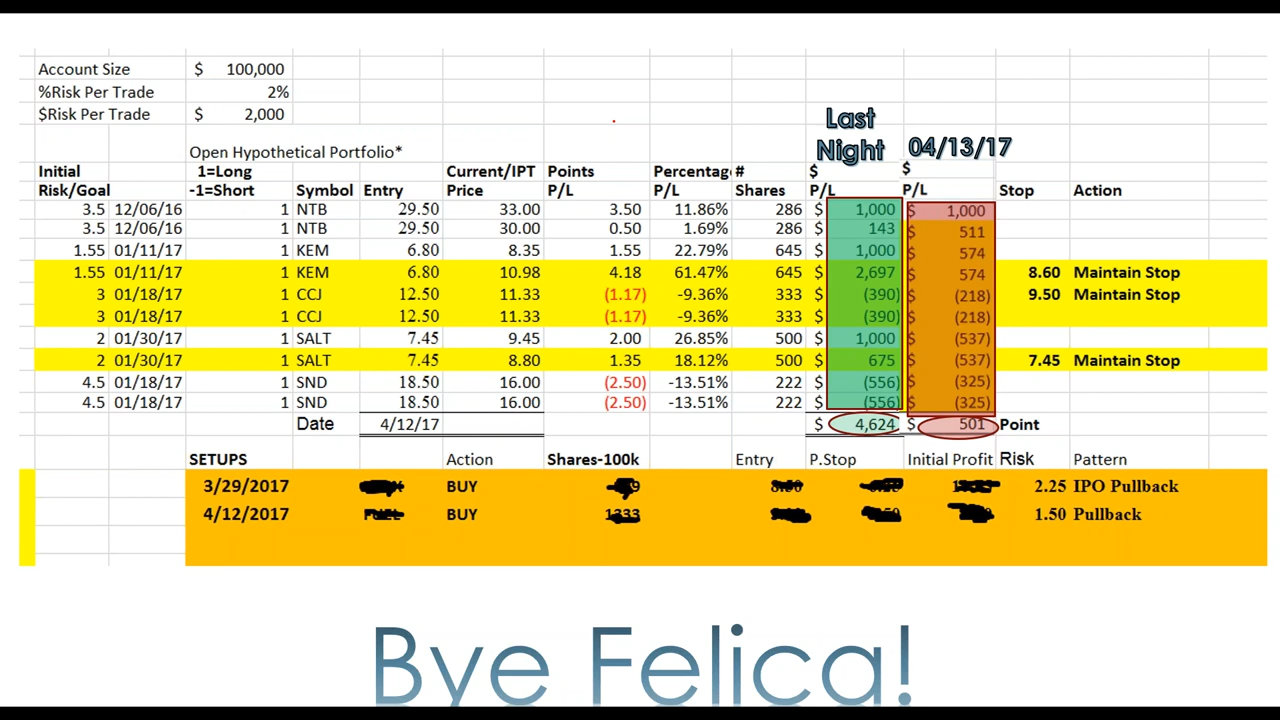 Account Size $ 100,000
%Risk Per Trade 2%
$Risk Per Trade $ 2,000
Last
Night 04/13/17
Open Hypothetical Portfolio*
Initial 1=Long Current/IPT Points Percentag # $ $
Risk/Goal -1=Short Symbol Entry Price P/L P/L Shares P/L P/L Stop Action
3.5 12/06/16 1 NTB 29.50 33.00 3.50 11.86% 286 $ 1,000 $ 1,000
3.5 12/06/16 1 NTB 29.50 30.00 0.50 1.69% 286 $ 143 $ 511
1.55 01/11/17 1 KEM 6.80 8.35 1.55 22.79% 645 $ 1,000 $ 574
1.55 01/11/17 1 KEM 6.80 10.98 4.18 61.47% 645 $ 2,697 $ 574 8.60 Maintain Stop
3 01/18/17 1 CCJ 12.50 11.33 (1.17) -9.36% 333 $ (390) $ (218) 9.50 Maintain Stop
3 01/18/17 1 CCJ 12.50 11.33 (1.17) -9.36% 333 $ (390) $ (218)
2 01/30/17 1 SALT 7.45 9.45 2.00 26.85% 500 $ 1,000 $ (537)
2 01/30/17 1 SALT 7.45 8.80 1.35 18.12% 500 $ 675 $ (537) 7.45 Maintain Stop
4.5 01/18/17 1 SND 18.50 16.00 (2.50) -13.51% 222 $ (556) $ (325)
4.5 01/18/17 1 SND 18.50 16.00 (2.50) -13.51% 222 $ (556) $ (325)
Date 4/12/17 $ 4,624 $ 501 Point
SETUPS Action Shares-100k Entry P.Stop Initial Profit Risk Pattern
3/29/2017 BUY 2.25 IPO Pullback
4/12/2017 BUY 1333 1.50 Pullback
Bye Felica!